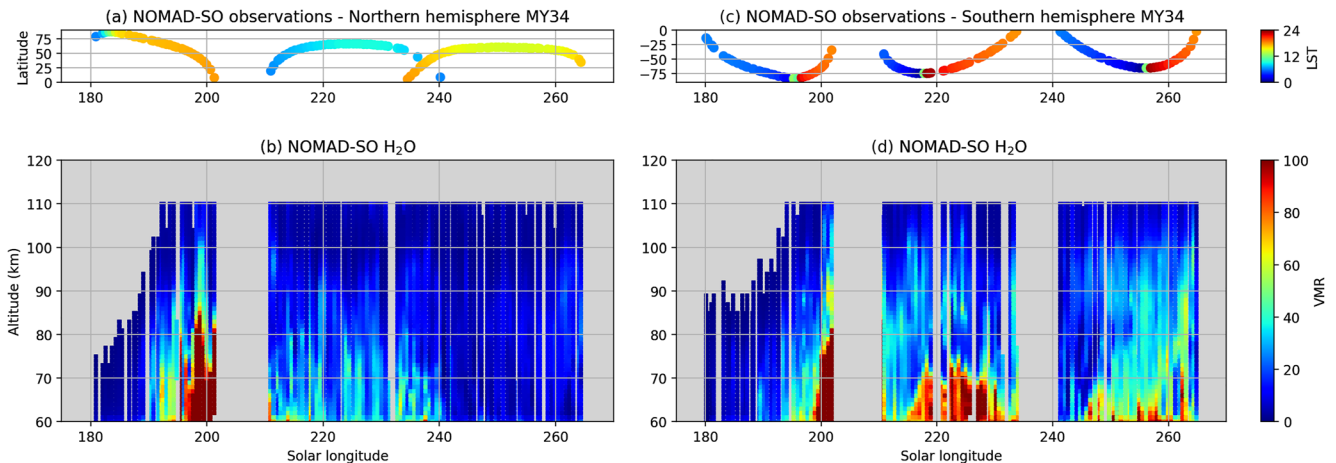 (a) NOMAD-SO observations - Northern hemisphere MY34
(c) NOMAD-SO observations - Southern hemisphere MY34
Latitude
75
50
25
0
180 200 220 240 260
0
−25
−50
−75
180 200 220 240 260
24
12
0
LST
(b) NOMAD-SO H₂O
Altitude (km)
120
110
100
90
80
70
60
180 200 220 240 260
Solar longitude
(d) NOMAD-SO H₂O
120
110
100
90
80
70
60
180 200 220 240 260
Solar longitude
100
80
60
40
20
0
VMR